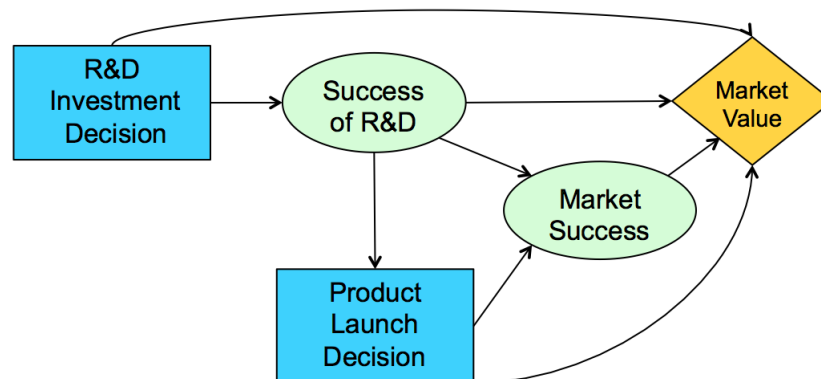 R&D
Investment
Decision
Success
of R&D
Market
Value
Market
Success
Product
Launch
Decision